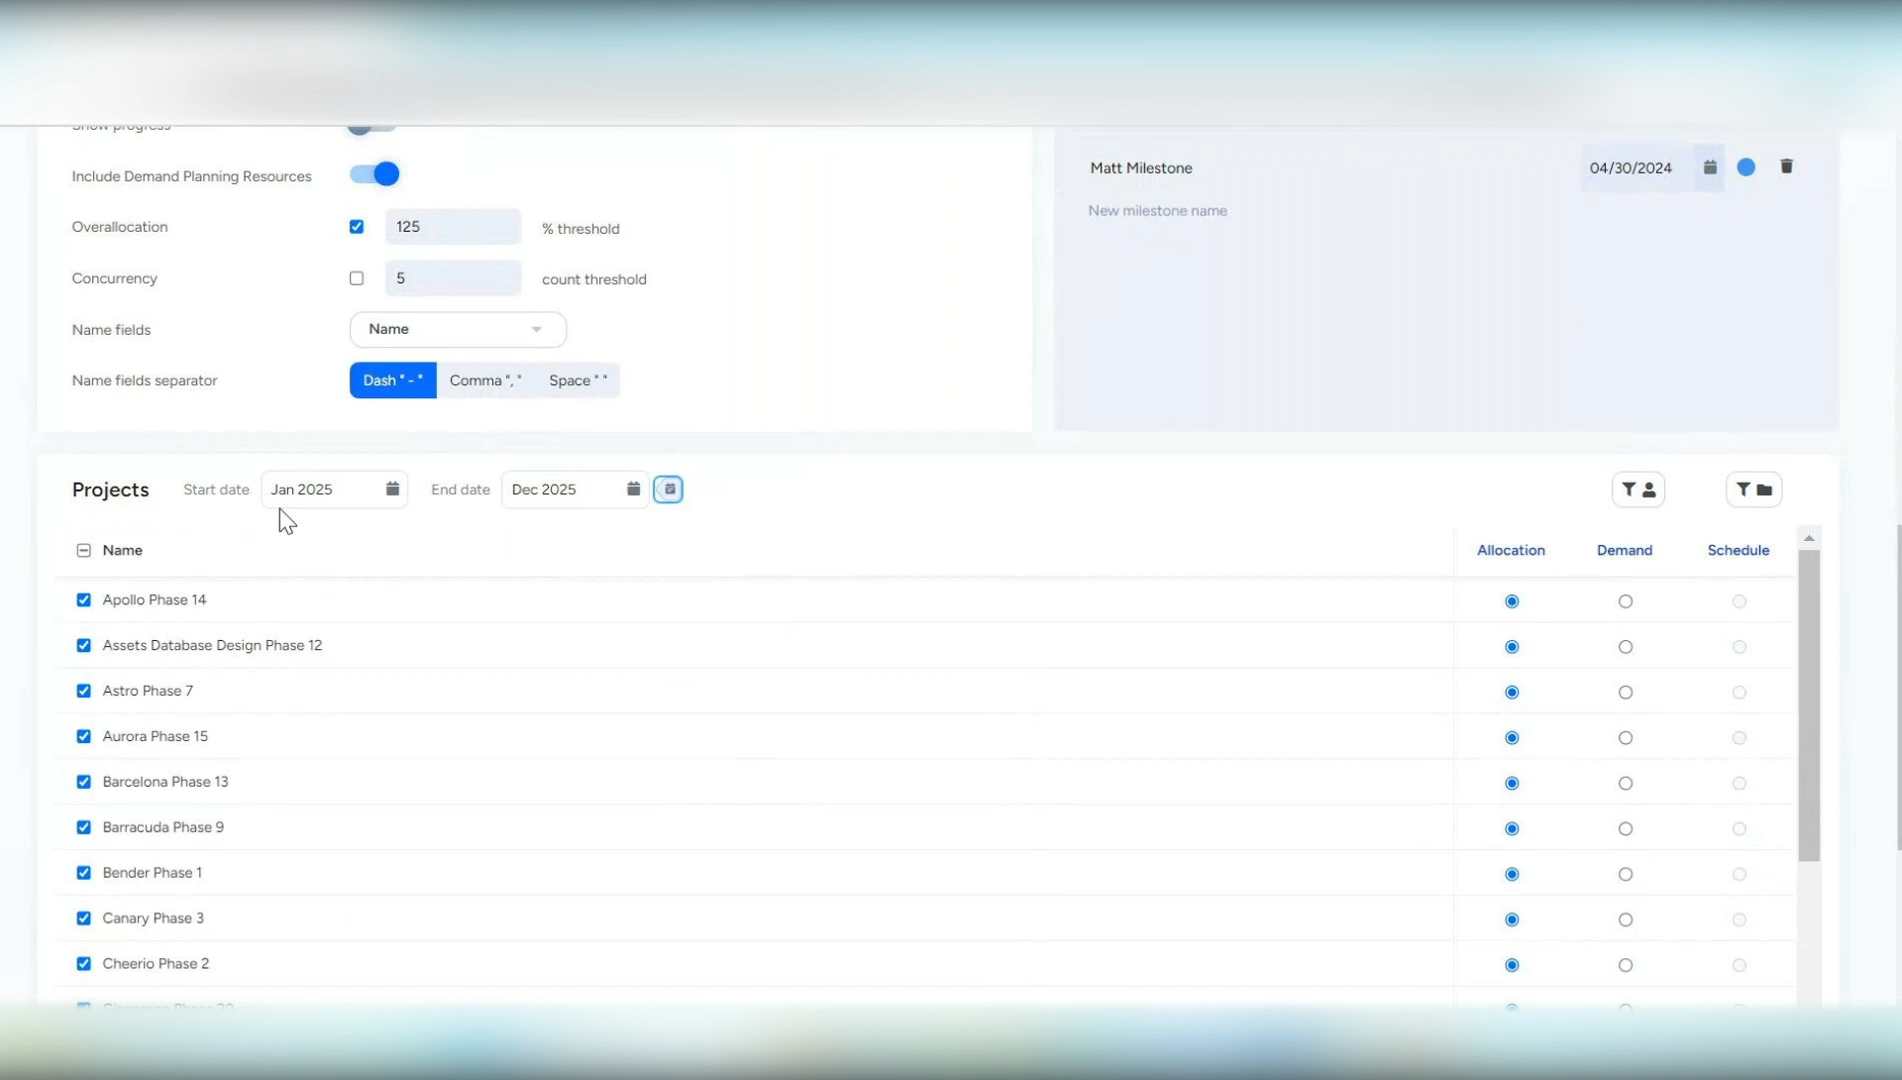 Show progress
Include Demand Planning Resources
Overallocation 125 % threshold
Concurrency 5 count threshold
Name fields Name
Name fields separator Dash " - " Comma ", " Space " "
Matt Milestone 04/30/2024
New milestone name
Projects Start date Jan 2025 End date Dec 2025
Name Allocation Demand Schedule
Apollo Phase 14
Assets Database Design Phase 12
Astro Phase 7
Aurora Phase 15
Barcelona Phase 13
Barracuda Phase 9
Bender Phase 1
Canary Phase 3
Cheerio Phase 2